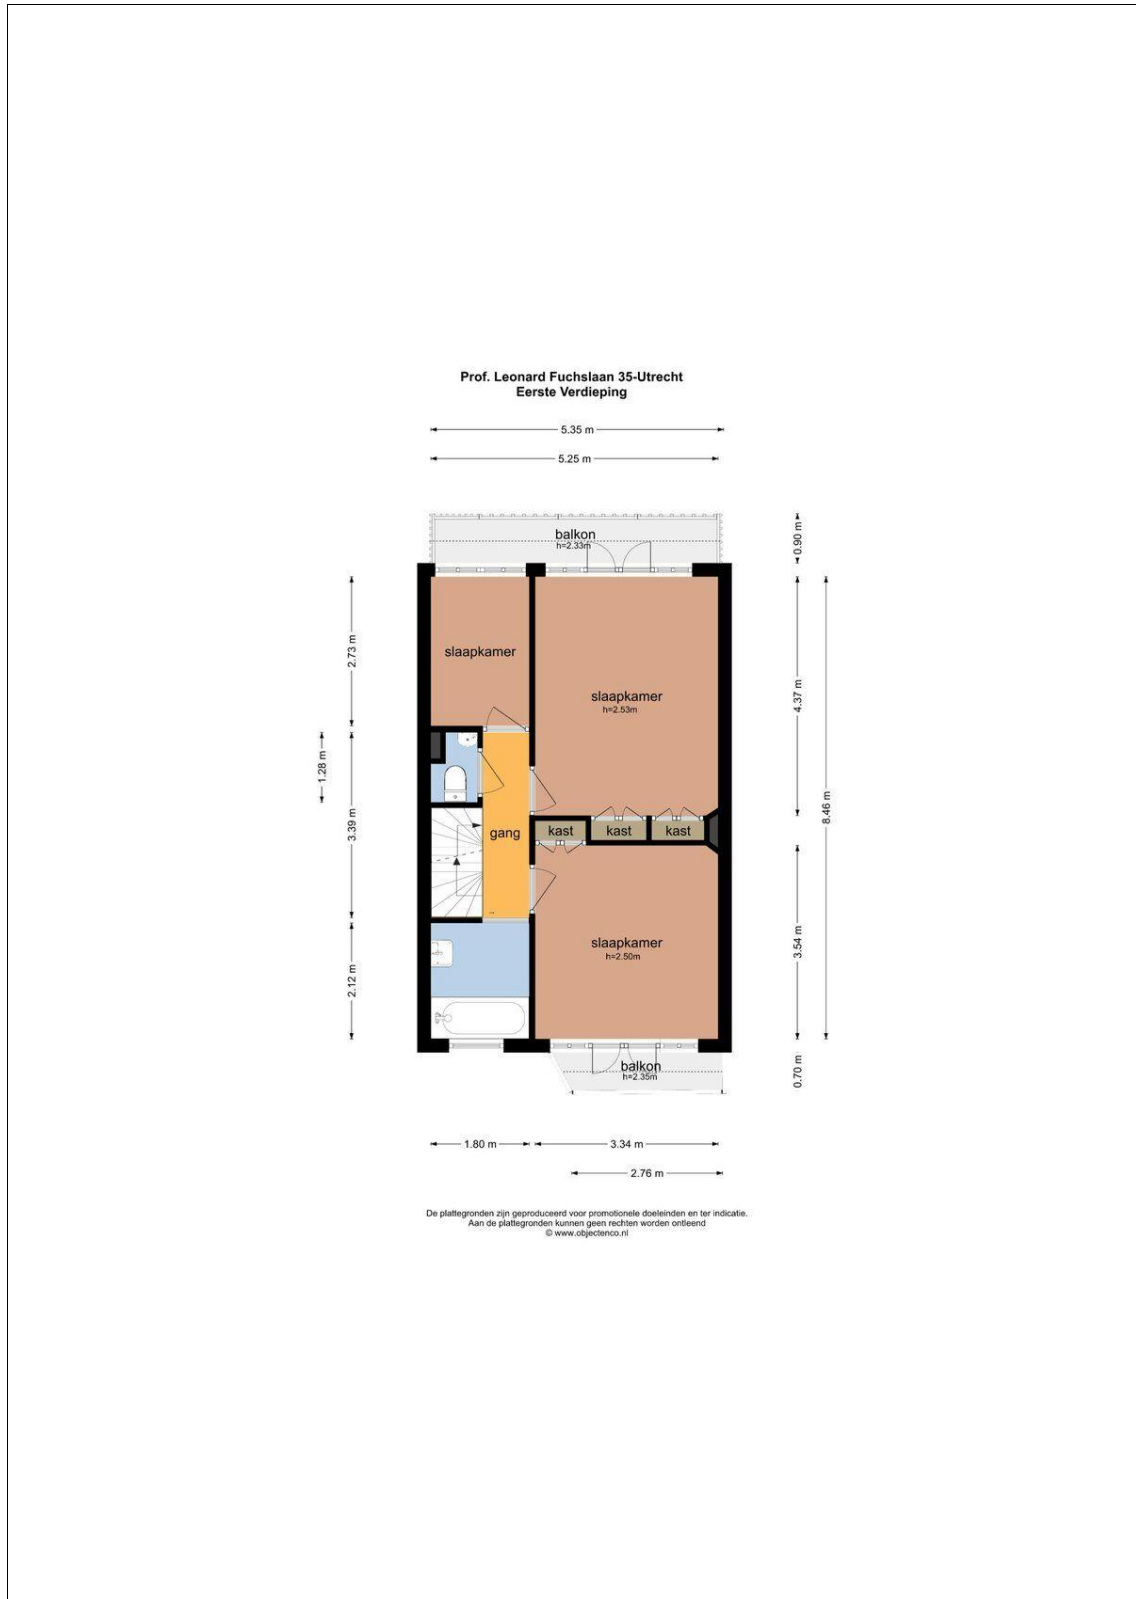 Prof. Leonard Fuchslaan 35-Utrecht
Eerste Verdieping
5.35 m
5.25 m
balkon
h=2.33m
0.90 m
slaapkamer
2.73 m
slaapkamer
h=2.53m
4.37 m
1.28 m
3.39 m
8.46 m
gang
kast
kast
kast
slaapkamer
h=2.50m
3.54 m
2.12 m
balkon
h=2.35m
0.70 m
1.80 m
3.34 m
2.76 m
De plattegronden zijn geproduceerd voor promotionele doeleinden en ter indicatie.
Aan de plattegronden kunnen geen rechten worden ontleend
© www.objectenco.nl